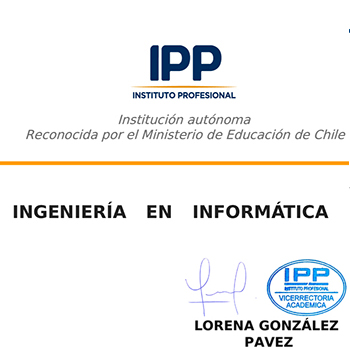 IPP
INSTITUTO PROFESIONAL
Institución autónoma
Reconocida por el Ministerio de Educación de Chile
INGENIERÍA EN INFORMÁTICA
IPP
INSTITUTO PROFESIONAL
VICERRECTORIA
ACADÉMICA
LORENA GONZÁLEZ
PAVEZ